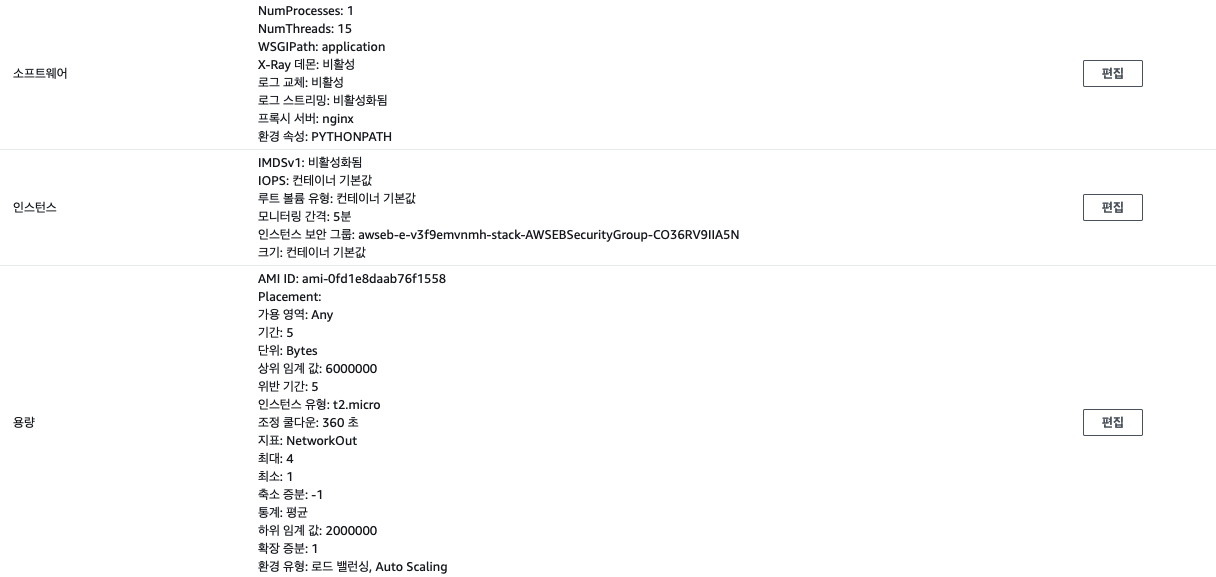 소프트웨어
NumProcesses: 1
NumThreads: 15
WSGIPath: application
X-Ray 데몬: 비활성
로그 교체: 비활성
로그 스트리밍: 비활성화됨
프록시 서버: nginx
환경 속성: PYTHONPATH
편집
인스턴스
IMDSv1: 비활성화됨
IOPS: 컨테이너 기본값
루트 볼륨 유형: 컨테이너 기본값
모니터링 간격: 5분
인스턴스 보안 그룹: awseb-e-v3f9emvnmh-stack-AWSEBSecurityGroup-CO36RV9IIA5N
크기: 컨테이너 기본값
편집
용량
AMI ID: ami-0fd1e8daab76f1558
Placement:
가용 영역: Any
기간: 5
단위: Bytes
상위 임계 값: 6000000
위반 기간: 5
인스턴스 유형: t2.micro
조정 쿨다운: 360 초
지표: NetworkOut
최대: 4
최소: 1
축소 증분: -1
통계: 평균
하위 임계 값: 2000000
확장 증분: 1
환경 유형: 로드 밸런싱, Auto Scaling
편집